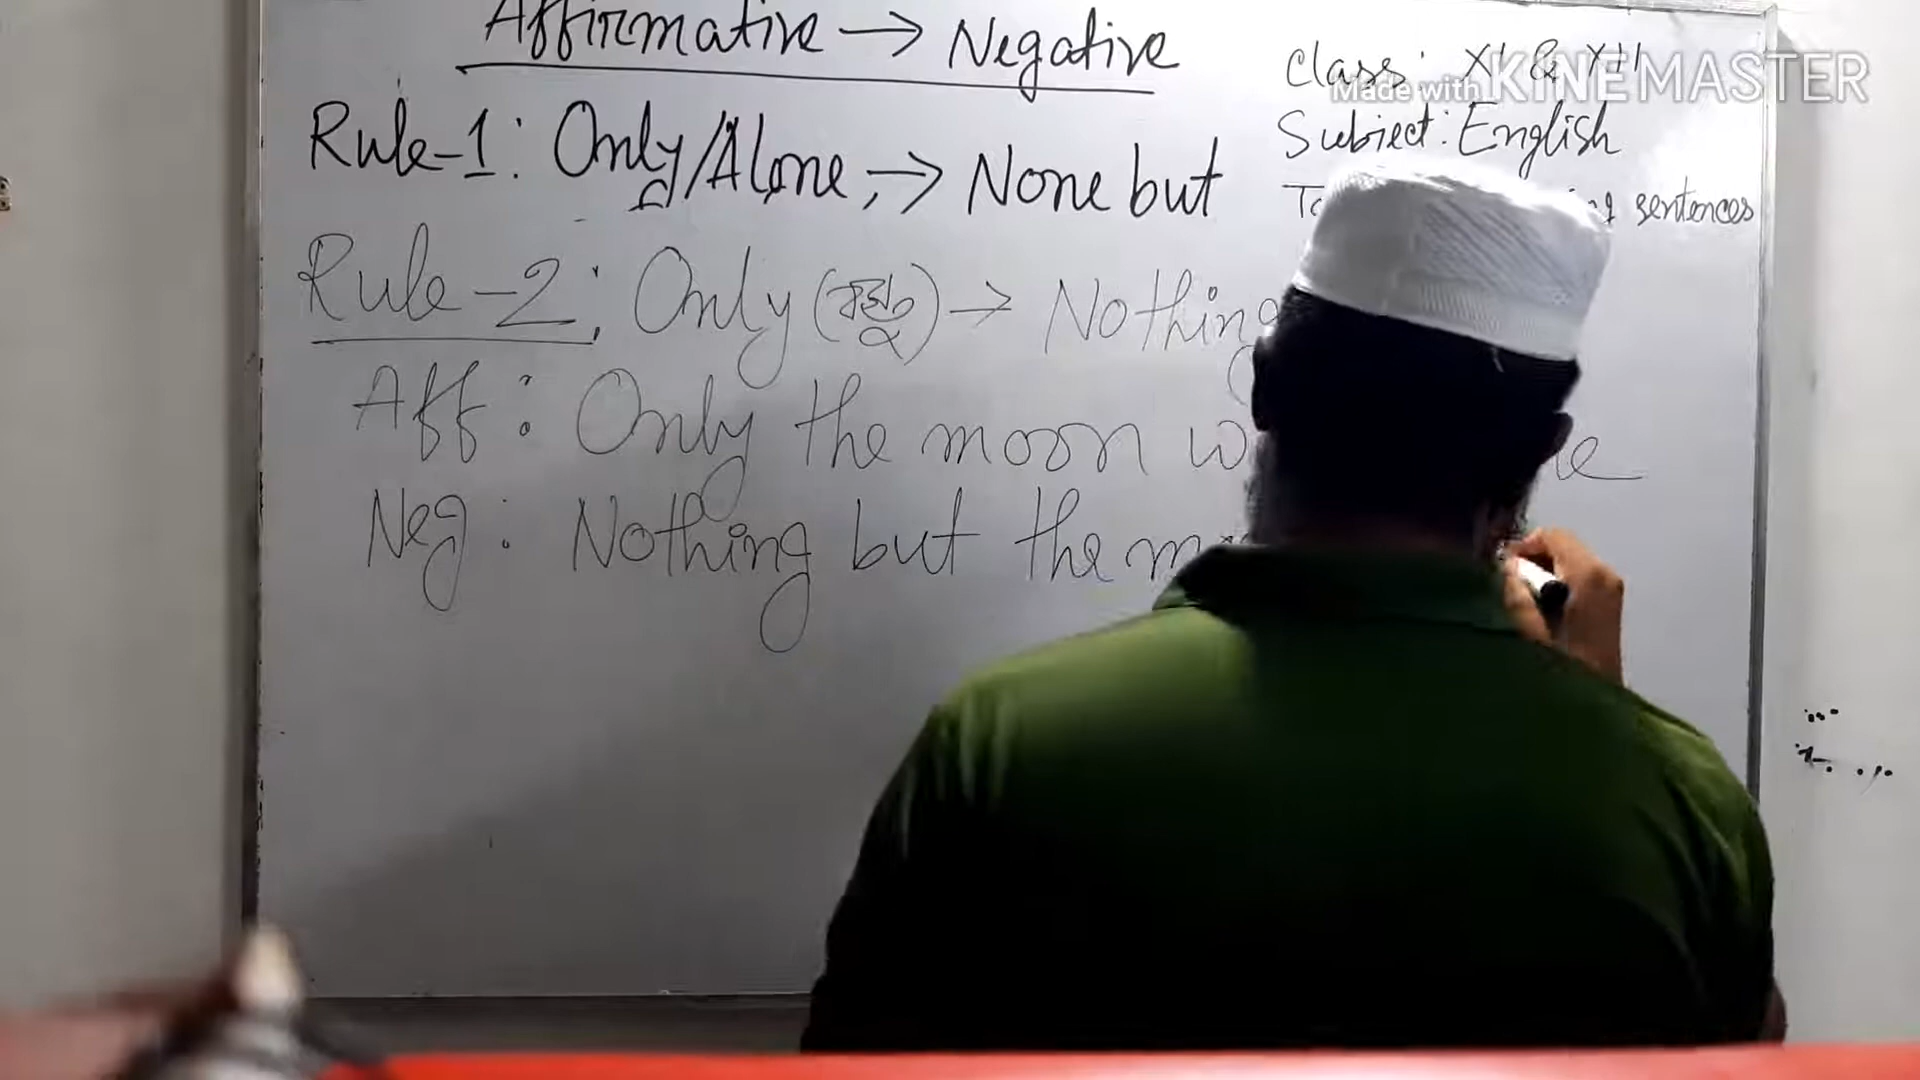 Affirmative → Negative
Class: XI & XII
Made with KINEMASTER
Subject: English
Rule-1: Only/Alone, → None but
sentences
Rule-2: Only (বস্তু) → Nothing
Aff: Only the moon
Neg: Nothing but the